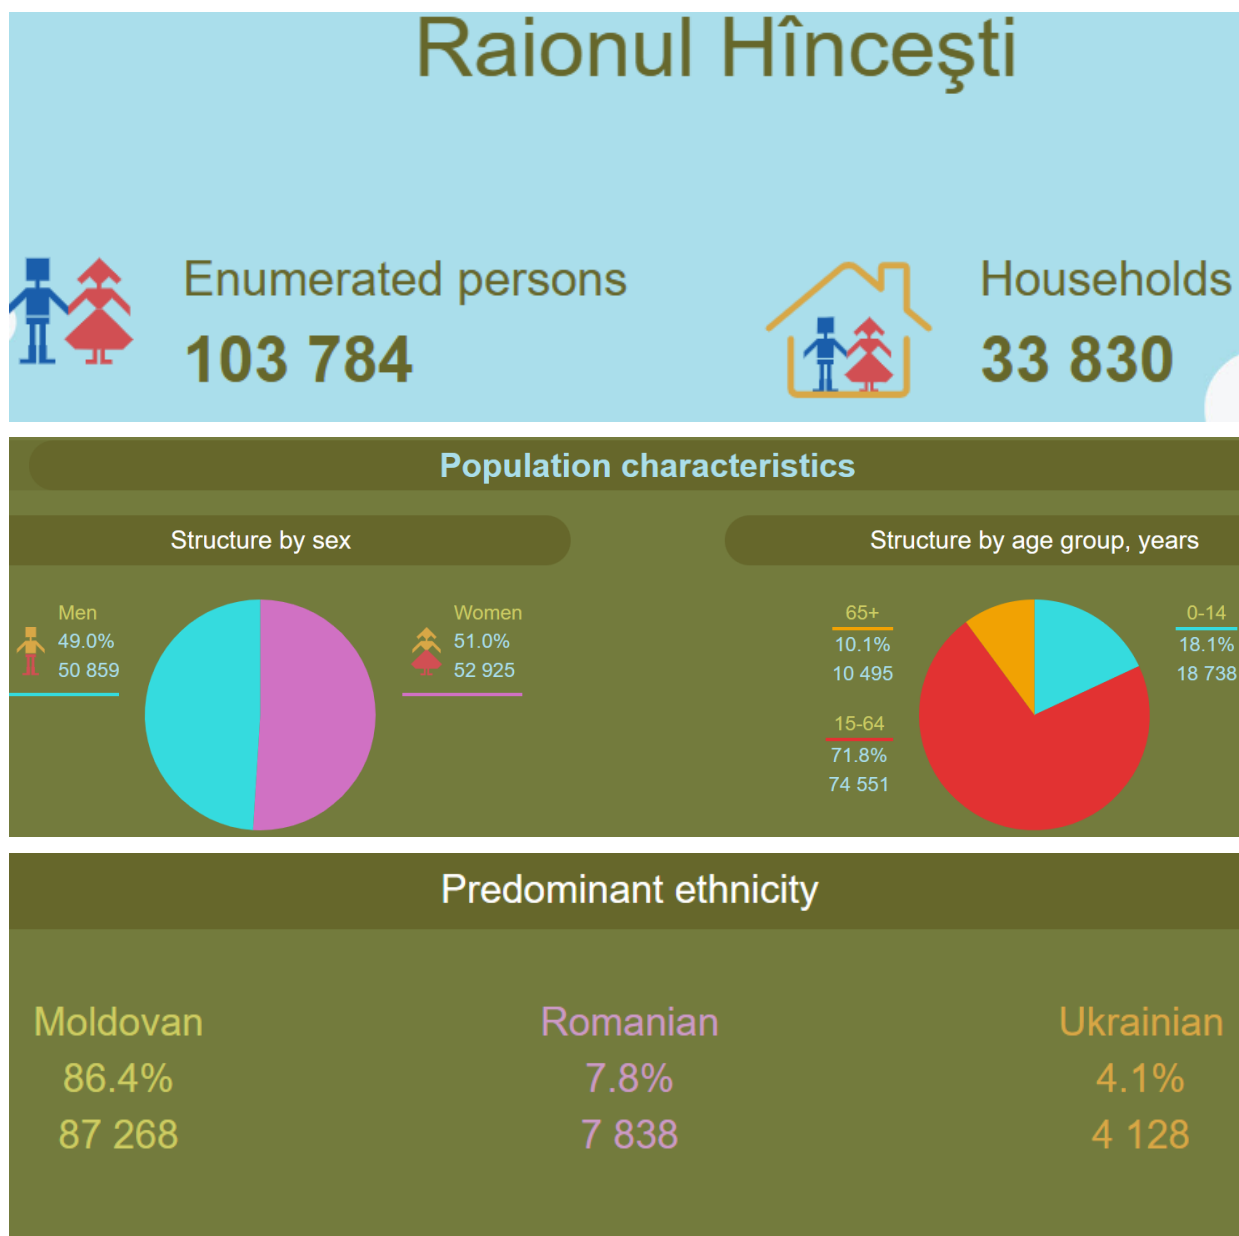 Raionul Hînceşti
Enumerated persons
103 784
Households
33 830
Population characteristics
Structure by sex
Men
49.0%
50 859
Women
51.0%
52 925
Structure by age group, years
65+
10.1%
10 495
15-64
71.8%
74 551
0-14
18.1%
18 738
Predominant ethnicity
Moldovan
86.4%
87 268
Romanian
7.8%
7 838
Ukrainian
4.1%
4 128